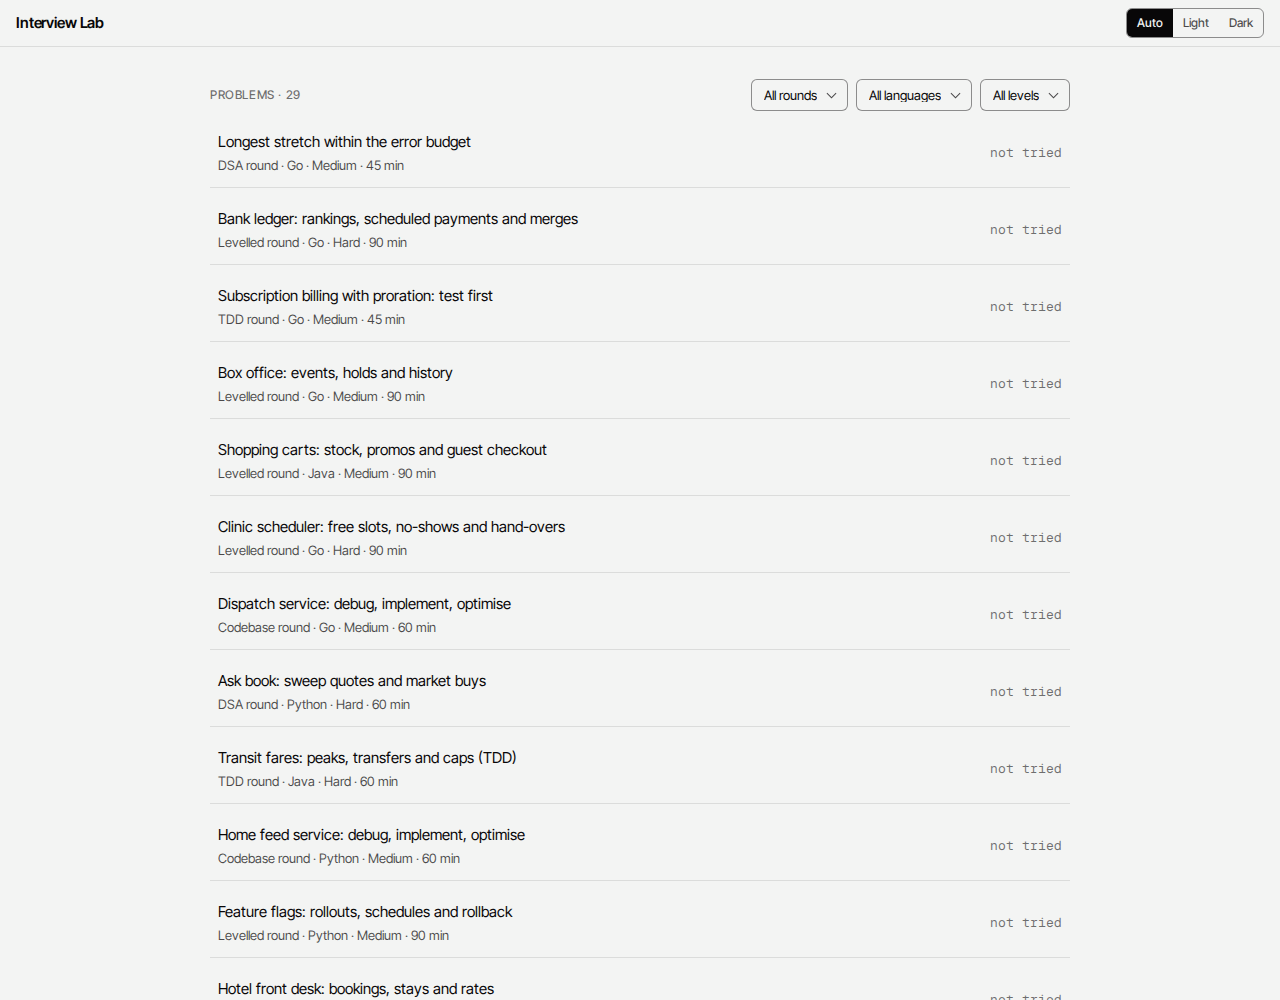 Interview Lab
Auto Light Dark
PROBLEMS · 29
All rounds All languages All levels
Longest stretch within the error budget
DSA round · Go · Medium · 45 min
not tried
Bank ledger: rankings, scheduled payments and merges
Levelled round · Go · Hard · 90 min
not tried
Subscription billing with proration: test first
TDD round · Go · Medium · 45 min
not tried
Box office: events, holds and history
Levelled round · Go · Medium · 90 min
not tried
Shopping carts: stock, promos and guest checkout
Levelled round · Java · Medium · 90 min
not tried
Clinic scheduler: free slots, no-shows and hand-overs
Levelled round · Go · Hard · 90 min
not tried
Dispatch service: debug, implement, optimise
Codebase round · Go · Medium · 60 min
not tried
Ask book: sweep quotes and market buys
DSA round · Python · Hard · 60 min
not tried
Transit fares: peaks, transfers and caps (TDD)
TDD round · Java · Hard · 60 min
not tried
Home feed service: debug, implement, optimise
Codebase round · Python · Medium · 60 min
not tried
Feature flags: rollouts, schedules and rollback
Levelled round · Python · Medium · 90 min
not tried
Hotel front desk: bookings, stays and rates
not tried